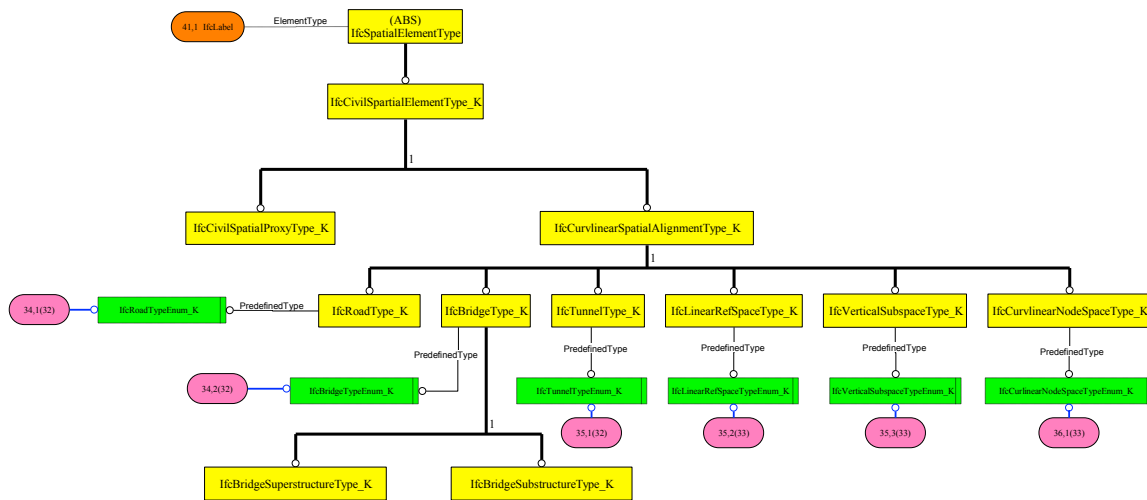 41,1 IfcLabel
ElementType
(ABS)
IfcSpatialElementType
IfcCivilSpartialElementType_K
1
IfcCivilSpatialProxyType_K
IfcCurvlinearSpatialAlignmentType_K
1
34,1(32)
IfcRoadTypeEnum_K
PredefinedType
IfcRoadType_K
IfcBridgeType_K
IfcTunnelType_K
IfcLinearRefSpaceType_K
IfcVerticalSubspaceType_K
IfcCurvlinearNodeSpaceType_K
PredefinedType
PredefinedType
PredefinedType
PredefinedType
PredefinedType
34,2(32)
IfcBridgeTypeEnum_K
IfcTunnelTypeEnum_K
IfcLinearRefSpaceTypeEnum_K
IfcVerticalSubspaceTypeEnum_K
IfcCurlinearNodeSpaceTypeEnum_K
35,1(32)
35,2(33)
35,3(33)
36,1(33)
1
IfcBridgeSuperstructureType_K
IfcBridgeSubstructureType_K